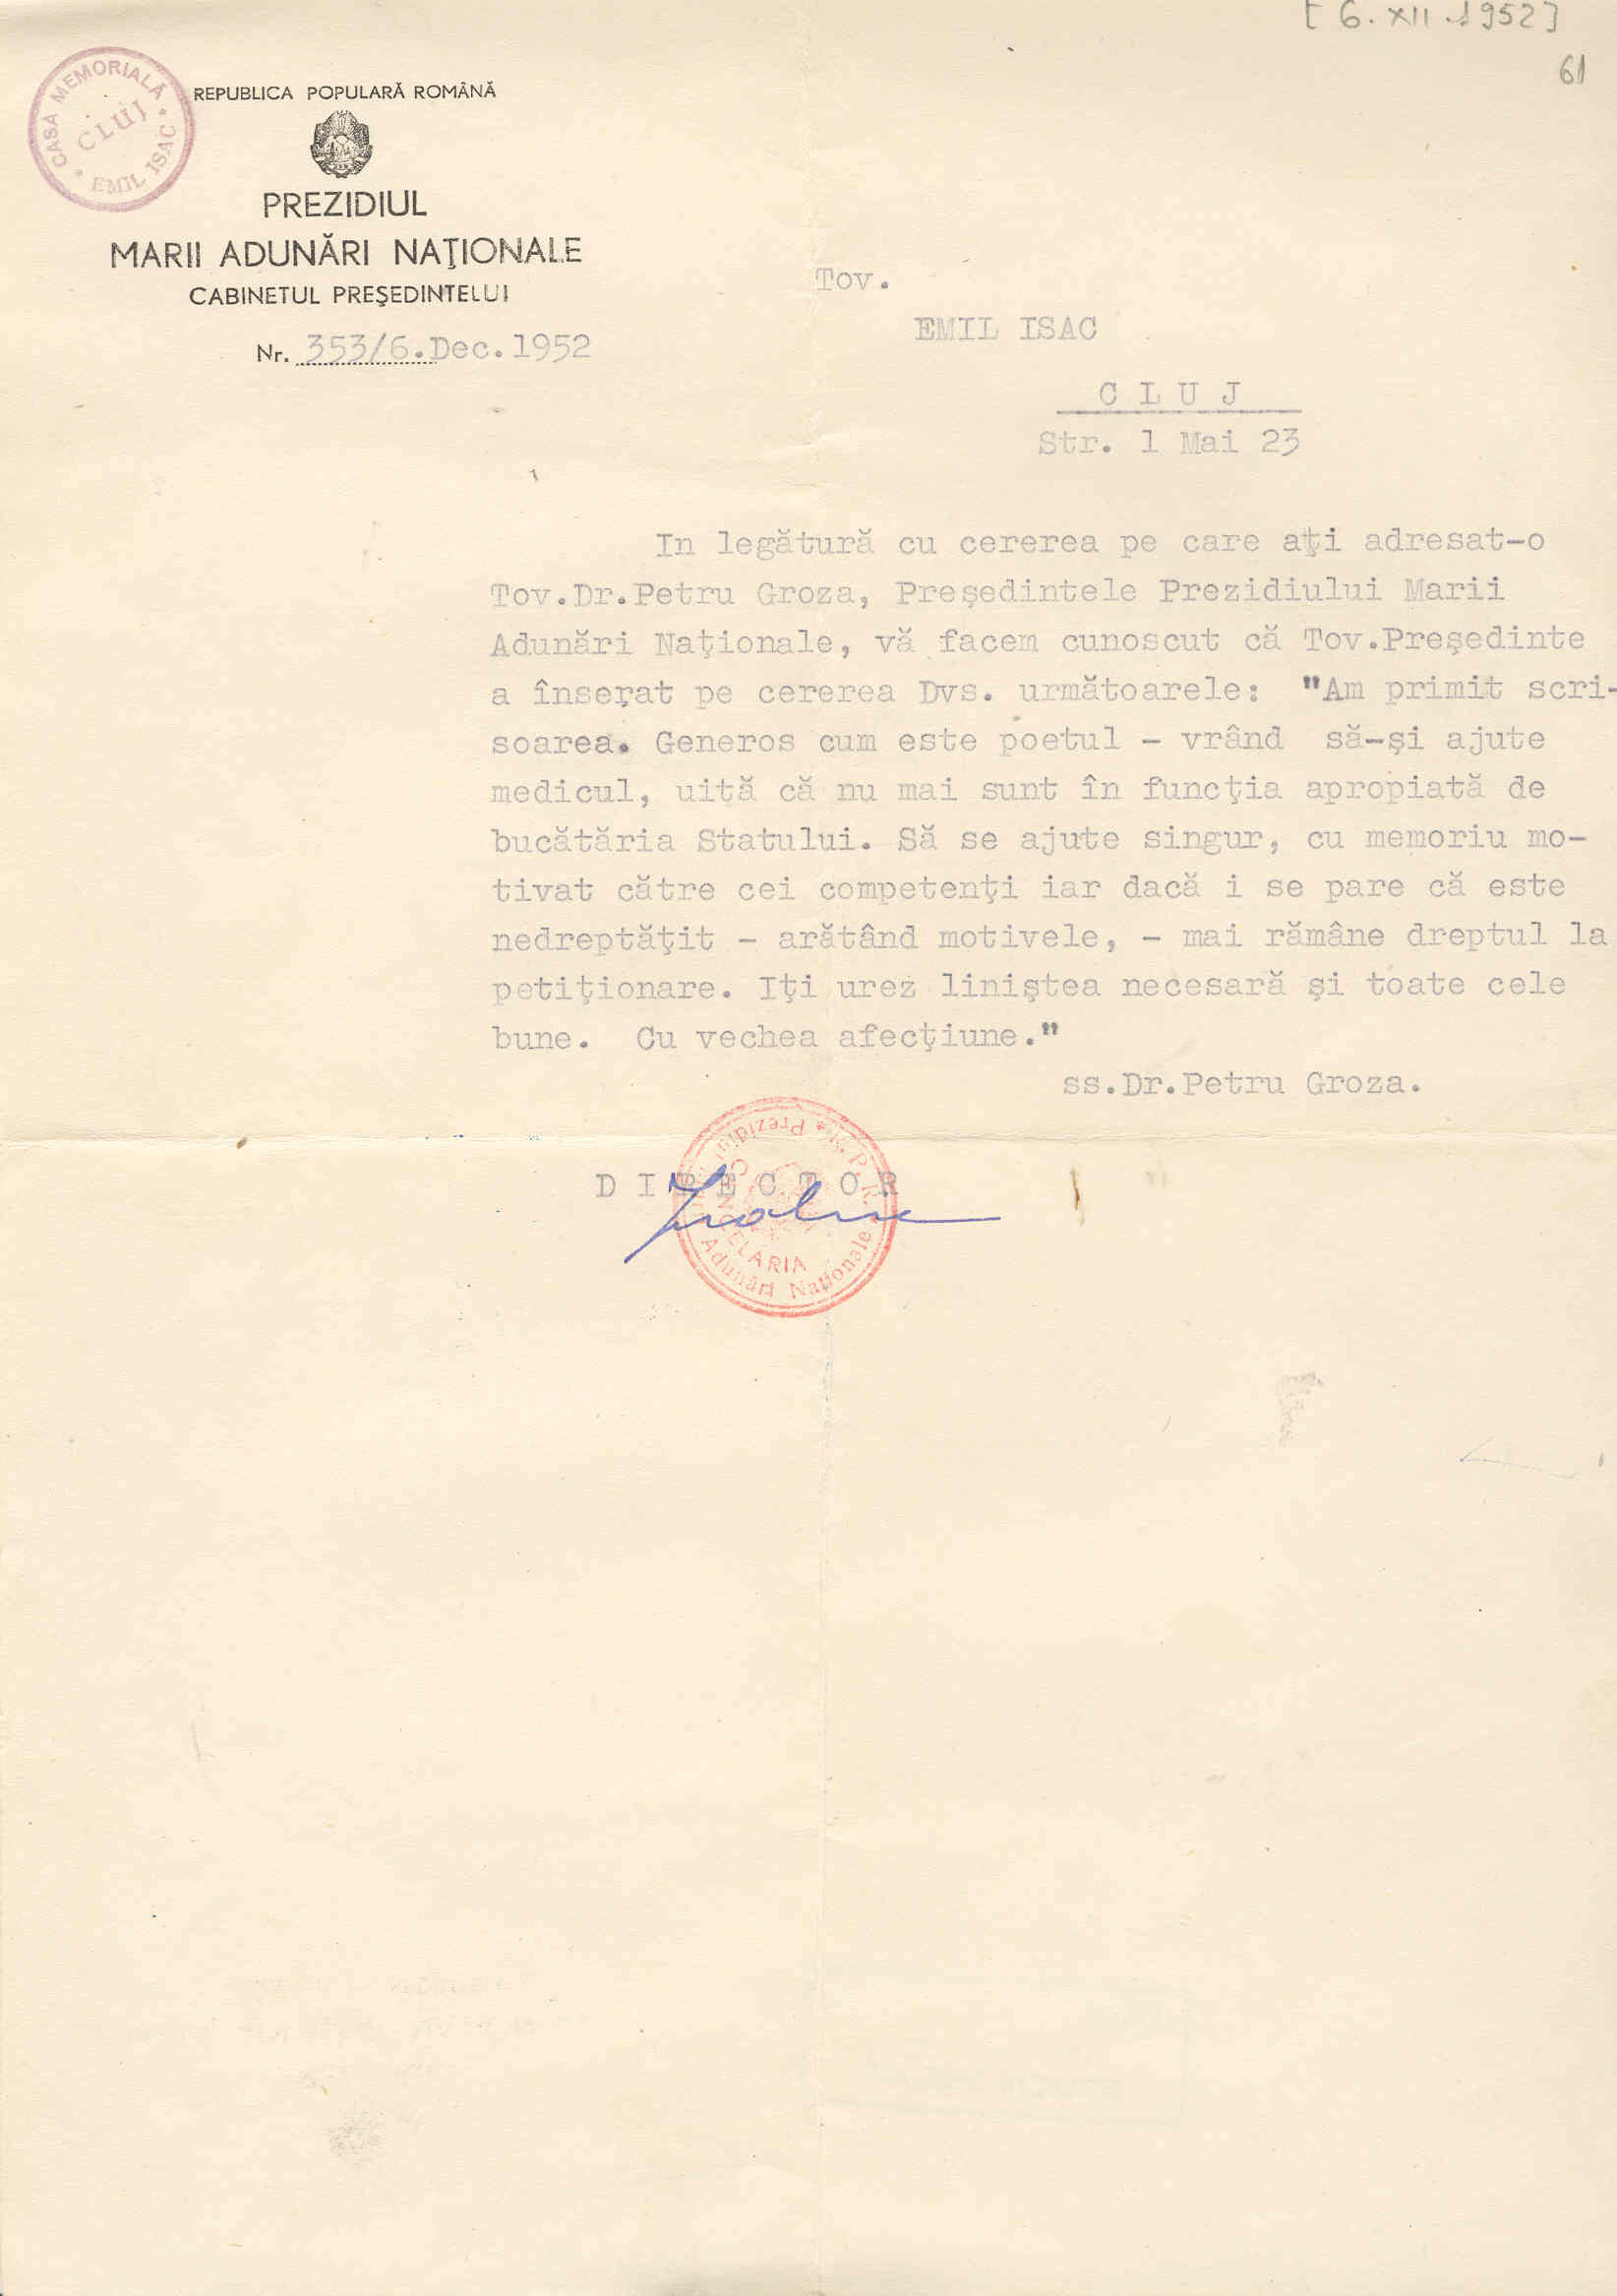 [ 6. XII. 1952]
61
CASA MEMORIALĂ * EMIL ISAC *
CLUJ
REPUBLICA POPULARĂ ROMÂNĂ
PREZIDIUL
MARII ADUNĂRI NAŢIONALE
CABINETUL PREŞEDINTELUI
Nr. 353/6.Dec.1952
Tov.
EMIL ISAC
C L U J
Str. 1 Mai 23
In legătură cu cererea pe care aţi adresat-o
Tov.Dr.Petru Groza, Preşedintele Prezidiului Marii
Adunări Naţionale, vă facem cunoscut că Tov.Preşedinte
a înserat pe cererea Dvs. următoarele: "Am primit scri-
soarea. Generos cum este poetul - vrând să-şi ajute
medicul, uită că nu mai sunt în funcţia apropiată de
bucătăria Statului. Să se ajute singur, cu memoriu mo-
tivat către cei competenţi iar dacă i se pare că este
nedreptăţit - arătând motivele, - mai rămâne dreptul la
petiţionare. Iţi urez liniştea necesară şi toate cele
bune. Cu vechea afecţiune."
ss.Dr.Petru Groza.
D I R E C T O R
Prezidiul Marii Adunări Naţionale
CANCELARIA